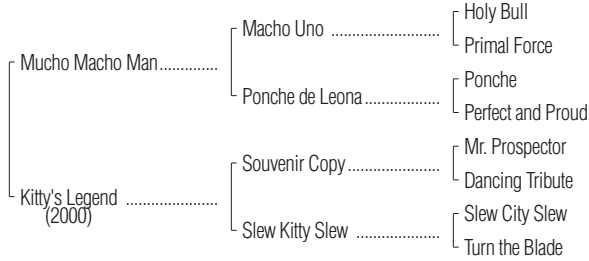 Holy Bull
Macho Uno ....................
Primal Force
Mucho Macho Man..............
Ponche
Ponche de Leona..................
Perfect and Proud
Mr. Prospector
Souvenir Copy......................
Dancing Tribute
Kitty's Legend ......................
(2000)
Slew City Slew
Slew Kitty Slew ....................
Turn the Blade